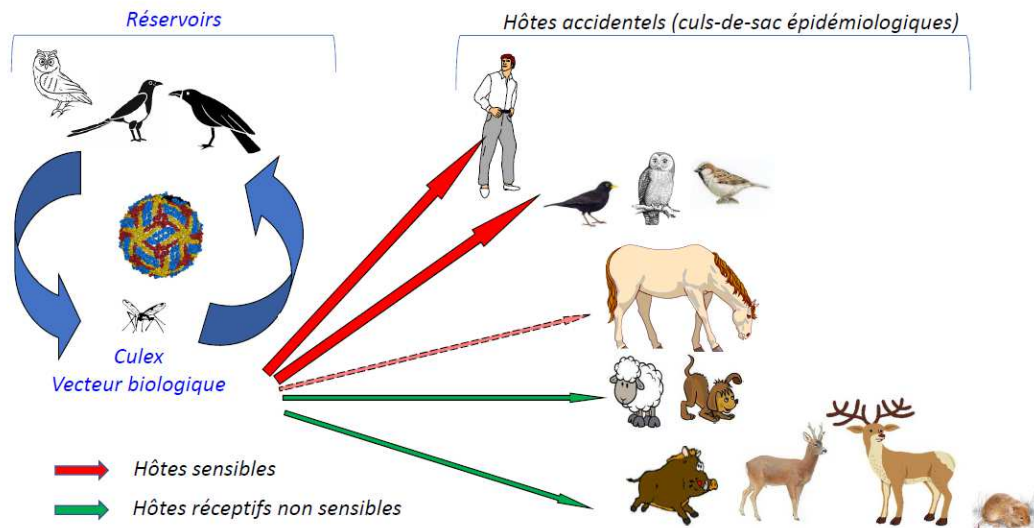 Réservoirs
Hôtes accidentels (culs-de-sac épidémiologiques)
Culex
Vecteur biologique
Hôtes sensibles
Hôtes réceptifs non sensibles